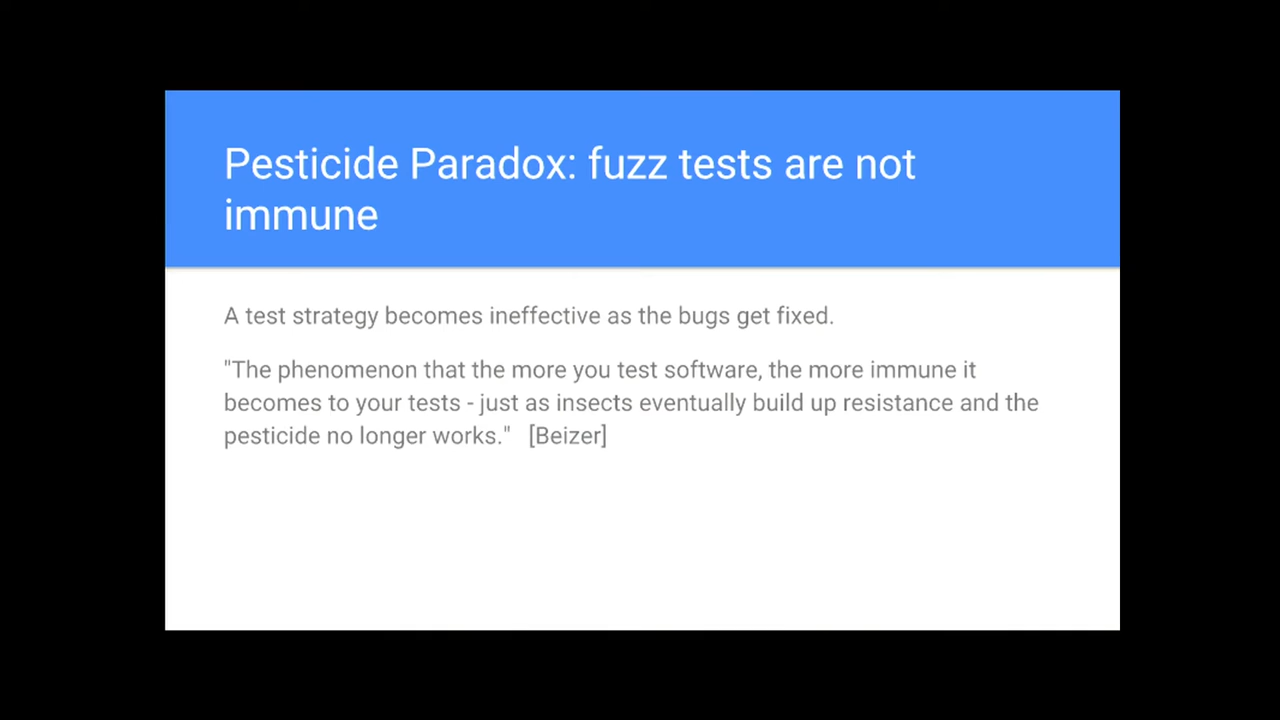 Pesticide Paradox: fuzz tests are not
immune
A test strategy becomes ineffective as the bugs get fixed.
"The phenomenon that the more you test software, the more immune it
becomes to your tests - just as insects eventually build up resistance and the
pesticide no longer works."   [Beizer]